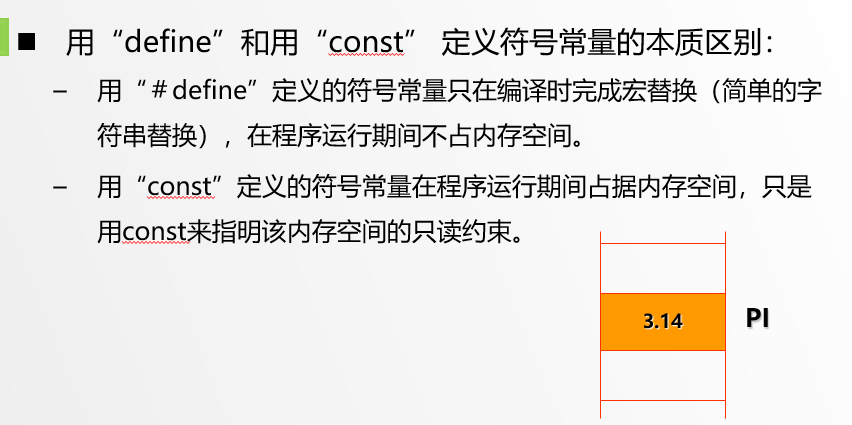 ■ 用“define”和用“const” 定义符号常量的本质区别：
– 用“＃define”定义的符号常量只在编译时完成宏替换（简单的字
符串替换），在程序运行期间不占内存空间。
– 用“const”定义的符号常量在程序运行期间占据内存空间，只是
用const来指明该内存空间的只读约束。
3.14 PI